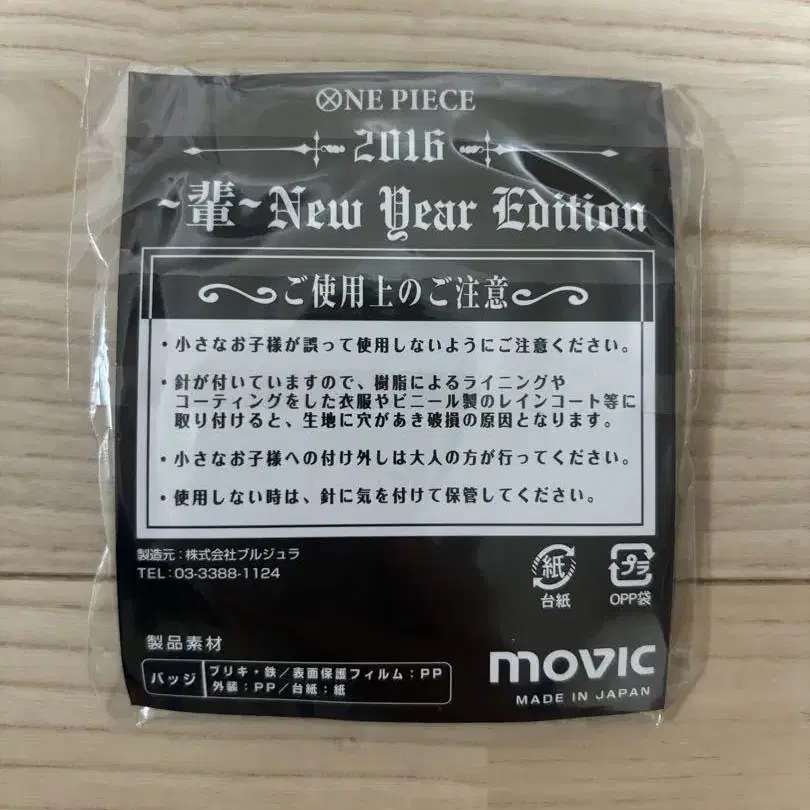 ONE PIECE
2016
~輩~New Year Edition
ご使用上のご注意
・小さなお子様が誤って使用しないようにご注意ください。
・針が付いていますので、樹脂によるライニングや
コーティングをした衣服やビニール製のレインコート等に
取り付けると、生地に穴があき破損の原因となります。
・小さなお子様への付け外しは大人の方が行ってください。
・使用しない時は、針に気を付けて保管してください。
製造元：株式会社ブルジュラ
TEL：03-3388-1124
紙
台紙
プラ
OPP袋
製品素材
バッジ
ブリキ・鉄／表面保護フィルム：PP
外装：PP／台紙：紙
movic
MADE IN JAPAN